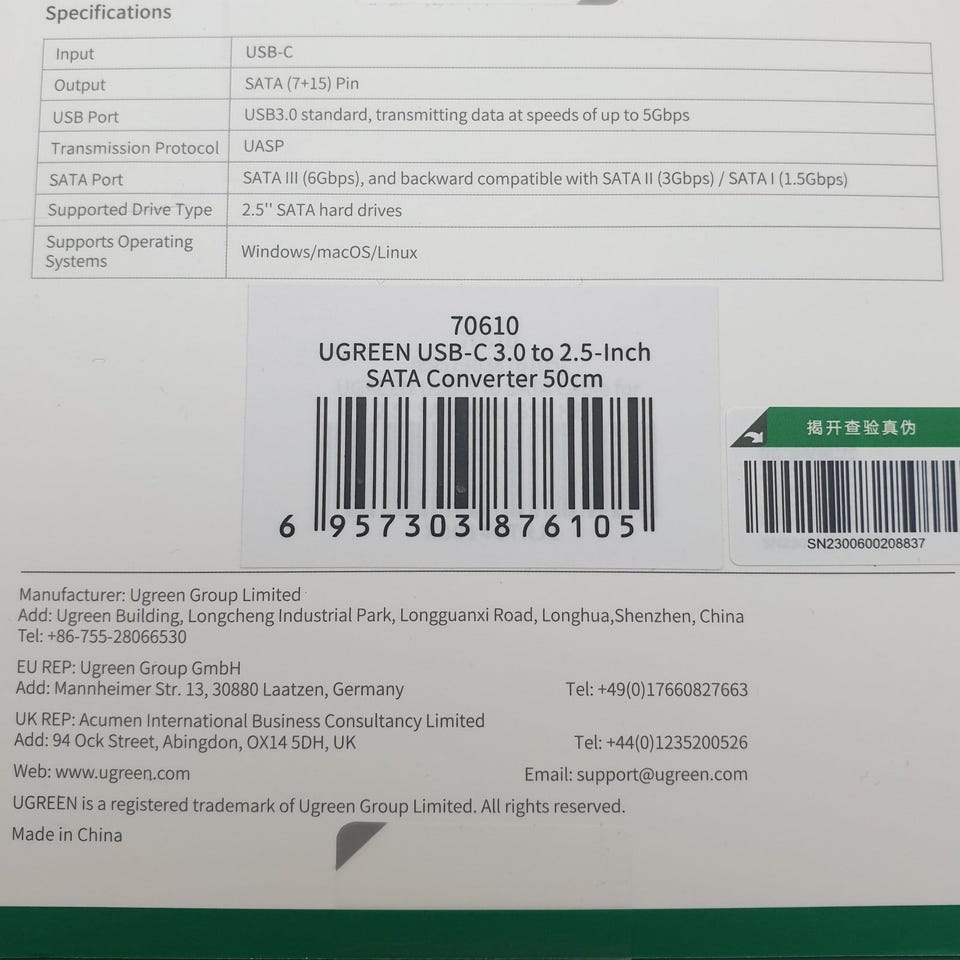 Specifications
Input USB-C
Output SATA (7+15) Pin
USB Port USB3.0 standard, transmitting data at speeds of up to 5Gbps
Transmission Protocol UASP
SATA Port SATA III (6Gbps), and backward compatible with SATA II (3Gbps) / SATA I (1.5Gbps)
Supported Drive Type 2.5'' SATA hard drives
Supports Operating
Systems Windows/macOS/Linux
70610
UGREEN USB-C 3.0 to 2.5-Inch
SATA Converter 50cm
6 957303 876105
揭开查验真伪
SN2300600208837
Manufacturer: Ugreen Group Limited
Add: Ugreen Building, Longcheng Industrial Park, Longguanxi Road, Longhua,Shenzhen, China
Tel: +86-755-28066530
EU REP: Ugreen Group GmbH
Add: Mannheimer Str. 13, 30880 Laatzen, Germany Tel: +49(0)17660827663
UK REP: Acumen International Business Consultancy Limited
Add: 94 Ock Street, Abingdon, OX14 5DH, UK Tel: +44(0)1235200526
Web: www.ugreen.com Email: support@ugreen.com
UGREEN is a registered trademark of Ugreen Group Limited. All rights reserved.
Made in China